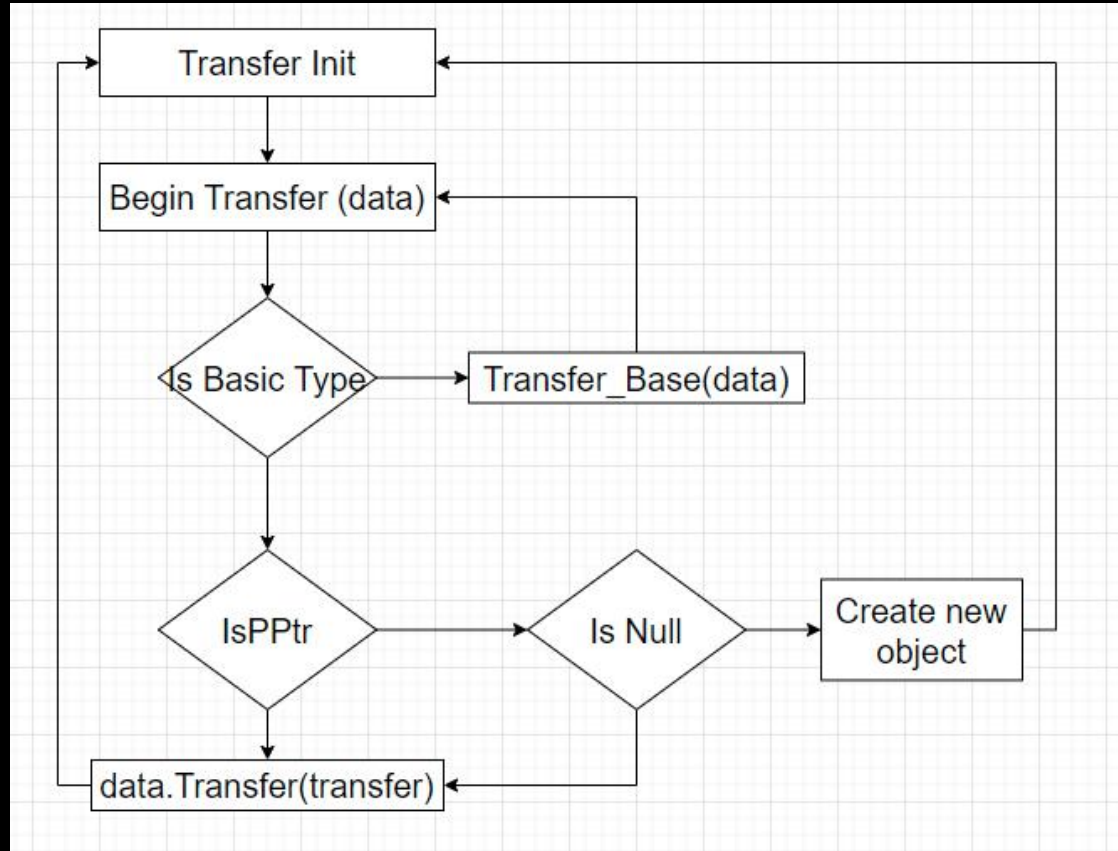 Transfer Init
Begin Transfer (data)
Is Basic Type
Transfer_Base(data)
IsPPtr
Is Null
Create new
object
data.Transfer(transfer)